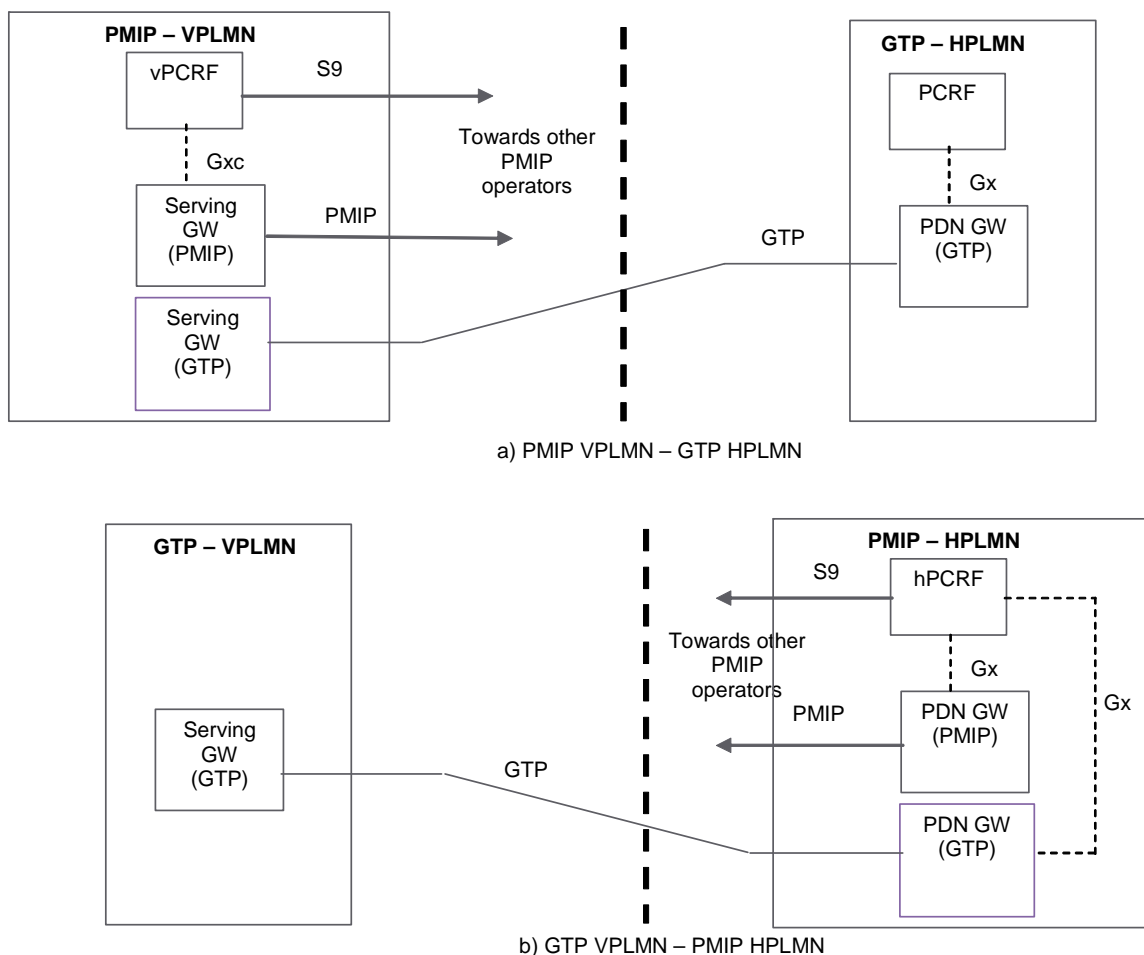 PMIP – VPLMN
vPCRF
S9
Gxc
Serving
GW
(PMIP)
PMIP
Serving
GW
(GTP)
Towards other
PMIP
operators
GTP
GTP – HPLMN
PCRF
Gx
PDN GW
(GTP)
a) PMIP VPLMN – GTP HPLMN
GTP – VPLMN
Serving
GW
(GTP)
GTP
PMIP – HPLMN
S9
hPCRF
Towards other
PMIP
operators
Gx
Gx
PMIP
PDN GW
(PMIP)
PDN GW
(GTP)
b) GTP VPLMN – PMIP HPLMN